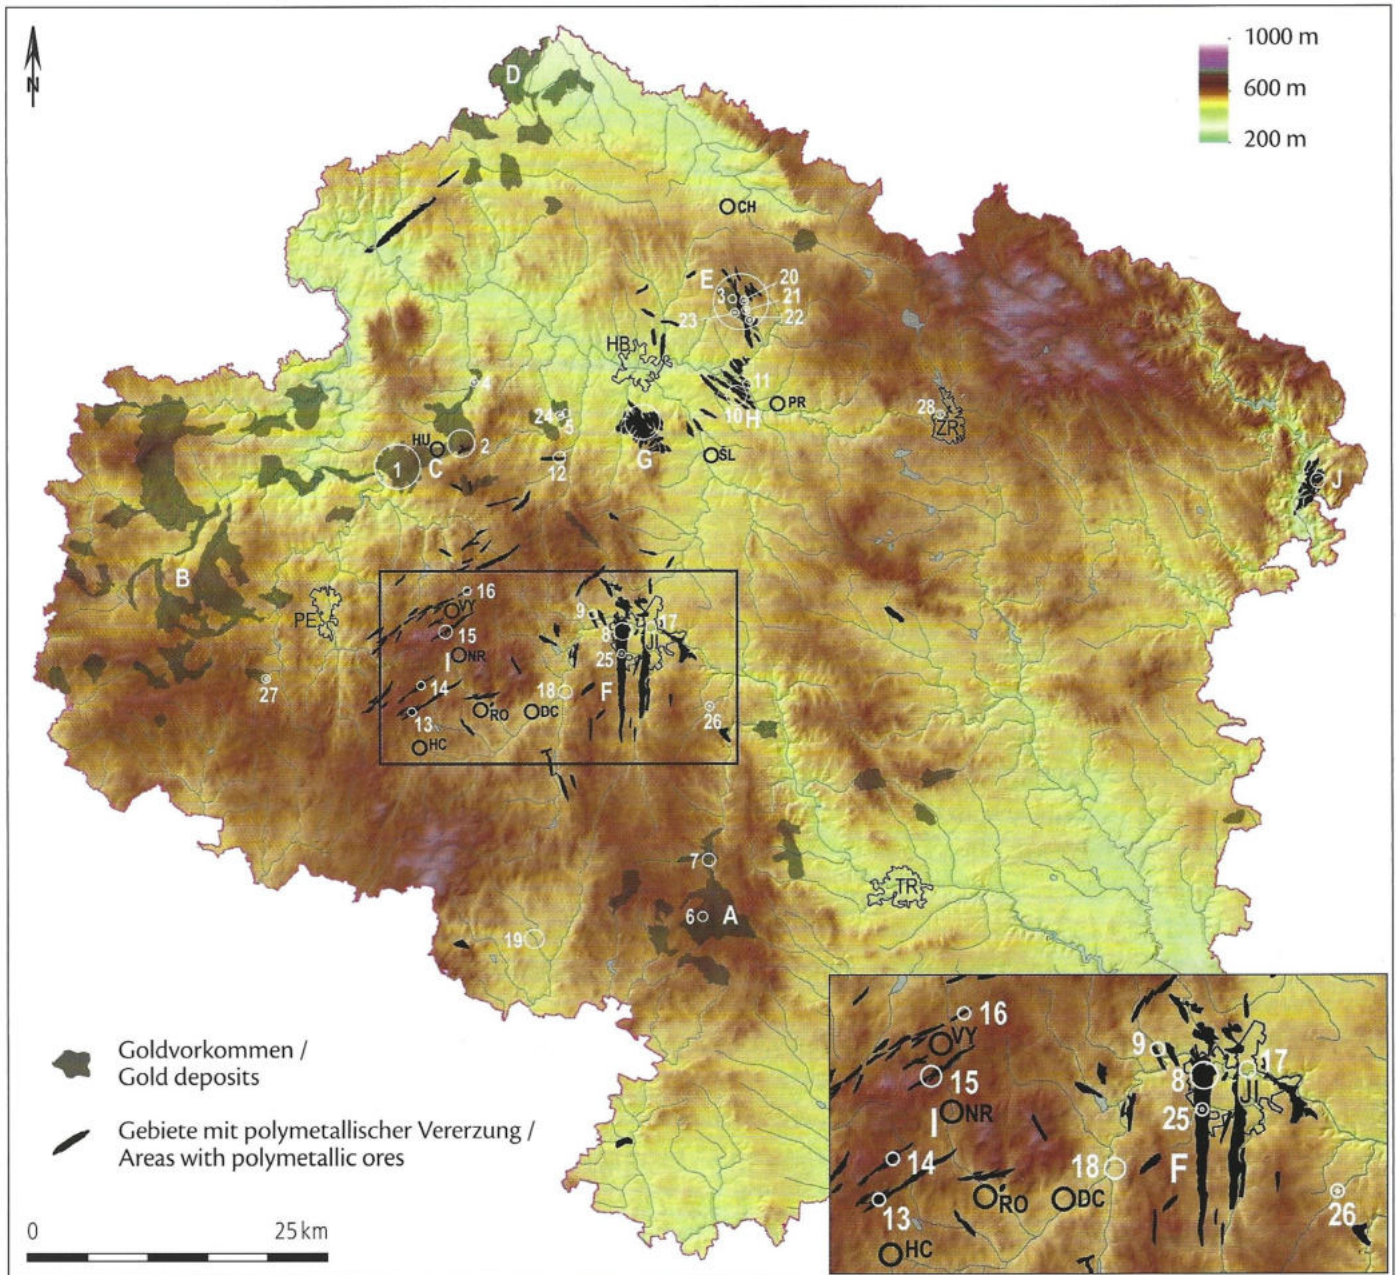 N
D
1000 m
600 m
200 m
CH
E
20
3
21
23
22
HB
4
11
24
5
10
H
PR
28
ZR
HU
2
1
C
12
G
ŠL
J
B
PE
16
VY
15
I
NR
9
8
17
JI
25
14
18
F
27
13
RO
DC
26
HC
7
TR
6
A
19
Goldvorkommen /
Gold deposits
Gebiete mit polymetallischer Vererzung /
Areas with polymetallic ores
0
25 km
16
VY
9
17
15
8
JI
NR
25
I
14
18
F
13
RO
DC
26
HC